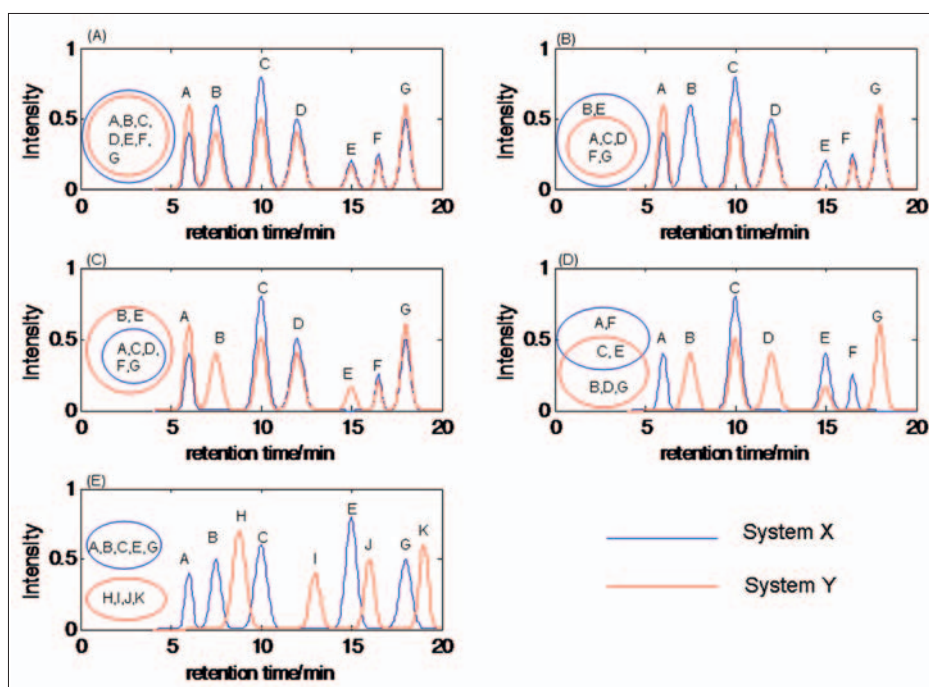 (A)
1
0.5
0
Intensity
A
B
C
D
E
F
G
A,B,C,
D,E,F,
G
5
10
15
20
retention time/min
(B)
1
0.5
0
Intensity
A
B
C
D
E
F
G
B,E
A,C,D
F,G
5
10
15
20
retention time/min
(C)
1
0.5
0
Intensity
A
B
C
D
E
F
G
B,E
A,C,D,
F,G
0
5
10
15
20
retention time/min
(D)
1
0.5
0
Intensity
A
B
C
D
E
F
G
A,F
C, E
B,D,G
0
5
10
15
20
retention time/min
(E)
1
0.5
0
Intensity
A
B
H
C
I
E
J
G
K
A,B,C,E,G
H,I,J,K
0
5
10
15
20
retention time/min
System X
System Y